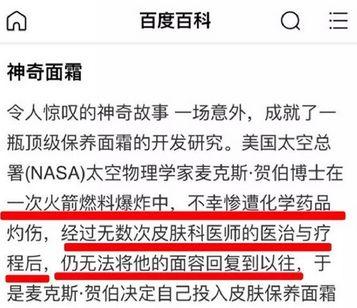 百度百科
神奇面霜
令人惊叹的神奇故事 一场意外，成就了一
瓶顶级保养面霜的开发研究。美国太空总
署(NASA)太空物理学家麦克斯·贺伯博士在
一次火箭燃料爆炸中，不幸惨遭化学药品
灼伤，经过无数次皮肤科医师的医治与疗
程后，仍无法将他的面容回复到以往，于
是麦克斯·贺伯决定自己投入皮肤保养面霜